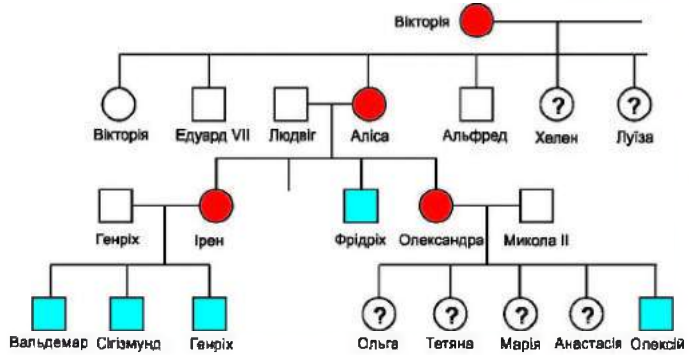 Вікторія
Вікторія Едуард VII Людвіг Аліса Альфред Хелен Луїза
? ?
Генріх Ірен Фрідріх Олександра Микола II
? ? ? ?
Вальдемар Сігізмунд Генріх Ольга Тетяна Марія Анастасія Олексій